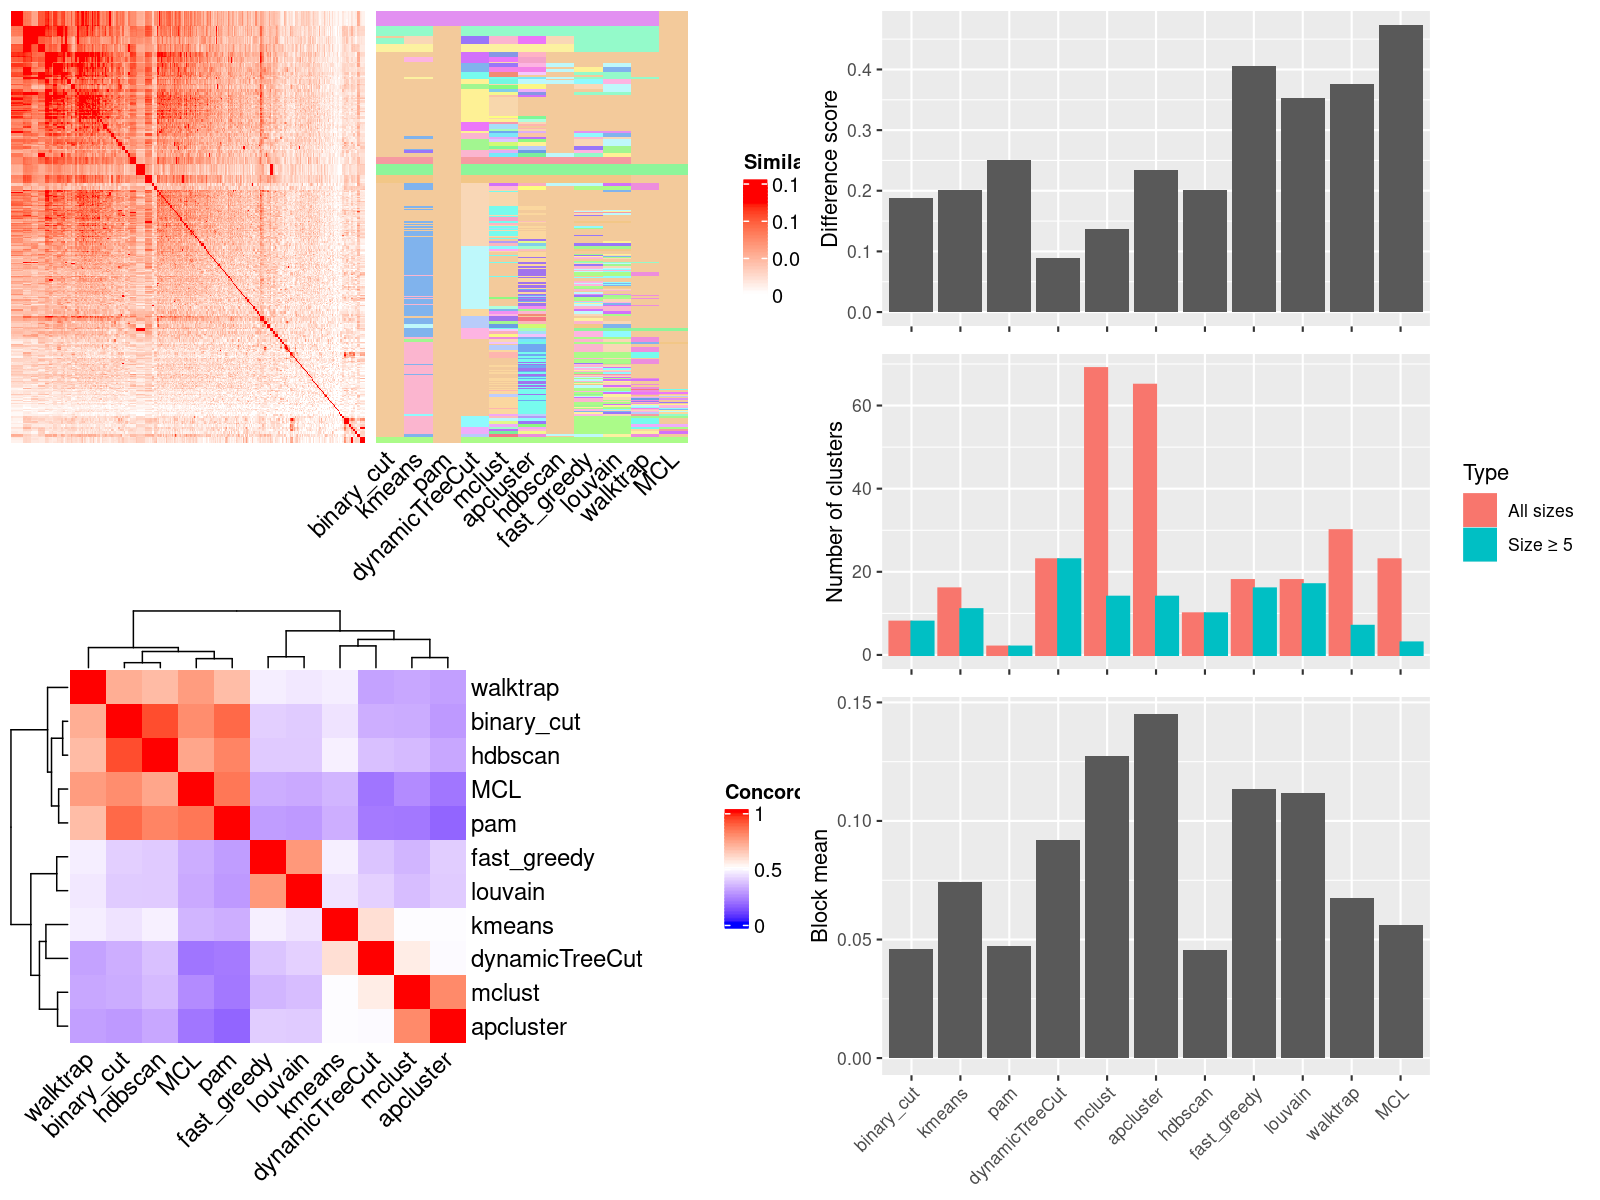 Simila
0.1
0.1
0.0
0
binary_cut
kmeans
pam
dynamicTreeCut
mclust
apcluster
hdbscan
fast_greedy
louvain
walktrap
MCL
walktrap
binary_cut
hdbscan
MCL
pam
fast_greedy
louvain
kmeans
dynamicTreeCut
mclust
apcluster
walktrap
binary_cut
hdbscan
MCL
pam
fast_greedy
louvain
kmeans
dynamicTreeCut
mclust
apcluster
Concord
1
0.5
0
Difference score
0.4
0.3
0.2
0.1
0.0
Number of clusters
60
40
20
0
Type
All sizes
Size ≥ 5
Block mean
0.15
0.10
0.05
0.00
binary_cut
kmeans
pam
dynamicTreeCut
mclust
apcluster
hdbscan
fast_greedy
louvain
walktrap
MCL